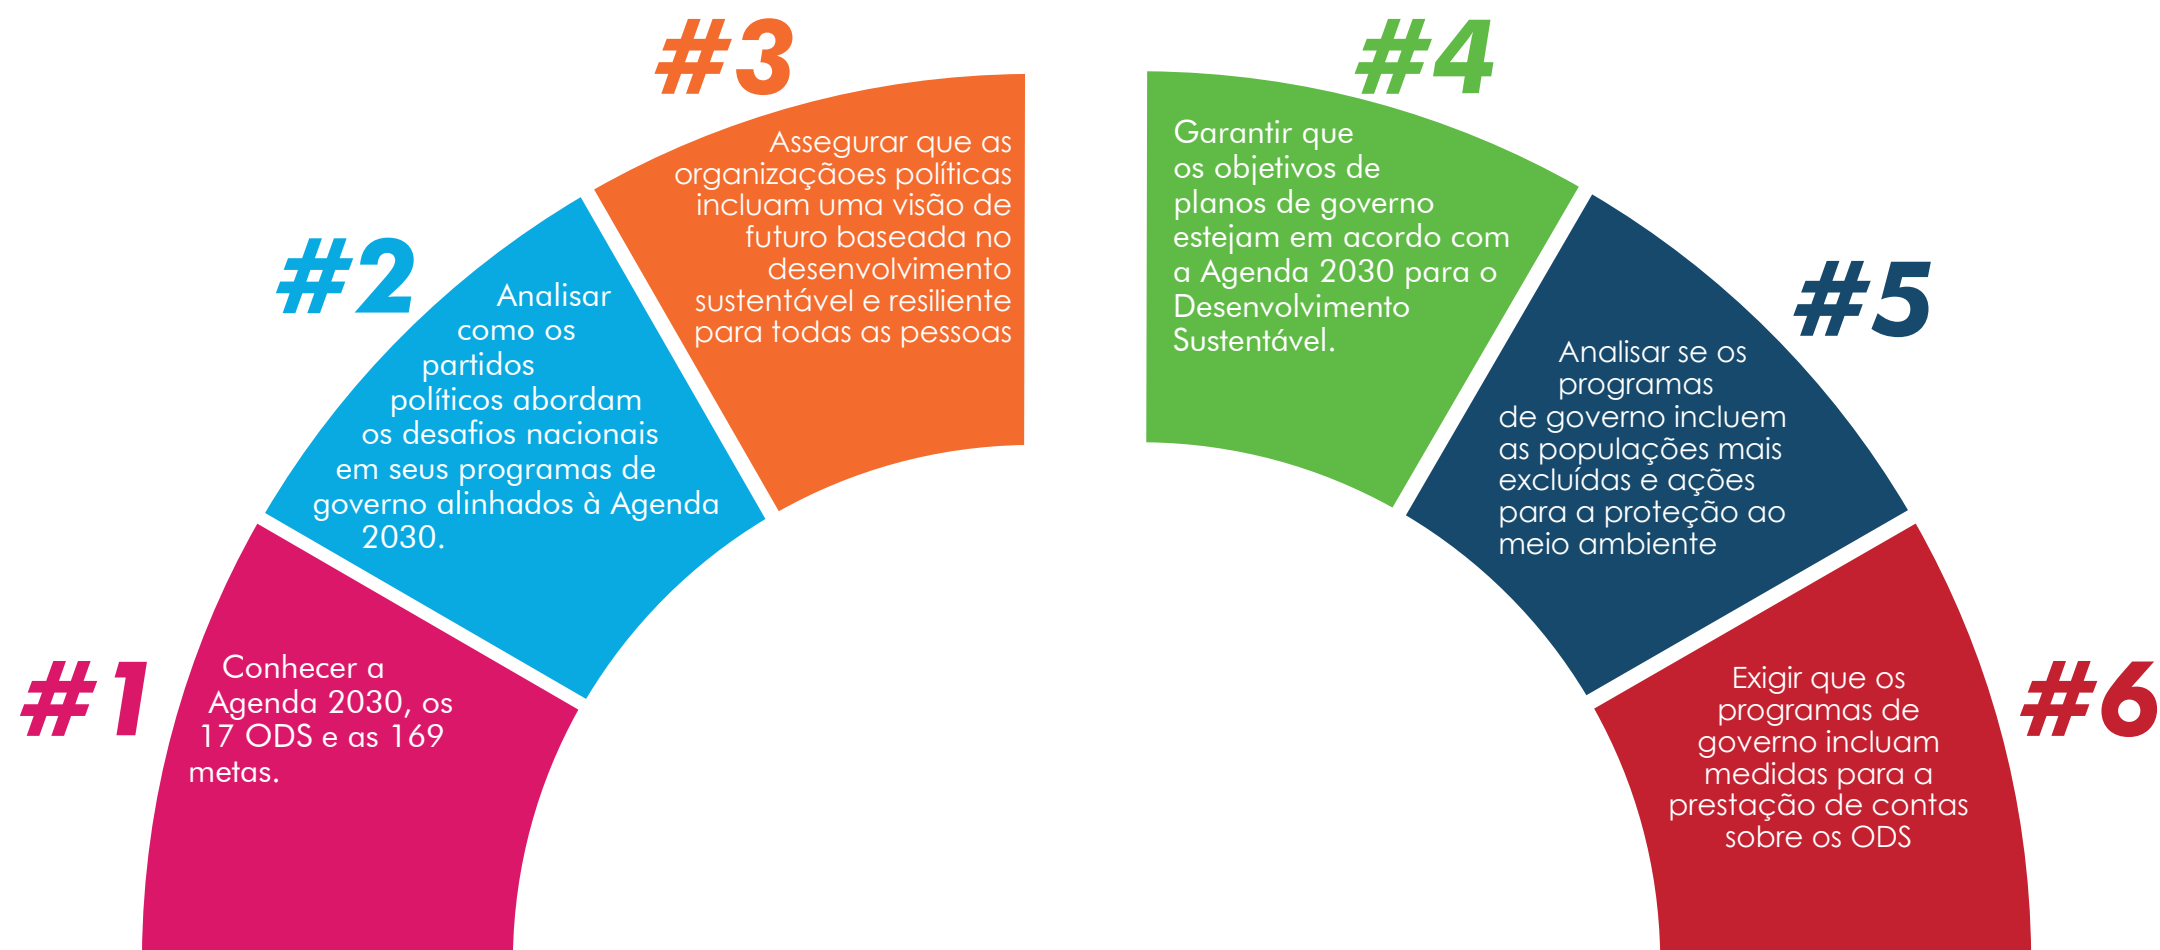 #1
Conhecer a
Agenda 2030, os
17 ODS e as 169
metas.
#2
Analisar
como os
partidos
políticos abordam
os desafios nacionais
em seus programas de
governo alinhados à Agenda
2030.
#3
Assegurar que as
organizaçãoes políticas
incluam uma visão de
futuro baseada no
desenvolvimento
sustentável e resiliente
para todas as pessoas
#4
Garantir que
os objetivos de
planos de governo
estejam em acordo com
a Agenda 2030 para o
Desenvolvimento
Sustentável.
#5
Analisar se os
programas
de governo incluem
as populações mais
excluídas e ações
para a proteção ao
meio ambiente
#6
Exigir que os
programas de
governo incluam
medidas para a
prestação de contas
sobre os ODS